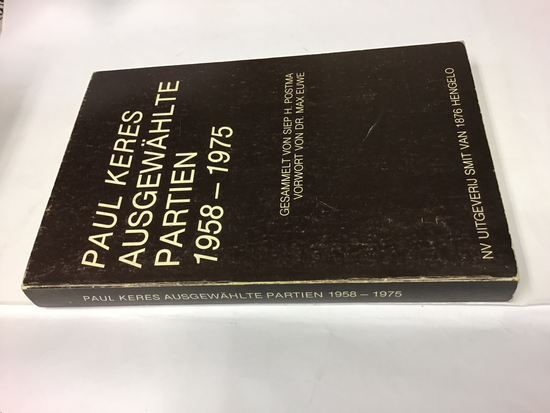 PAUL KERES
AUSGEWÄHLTE
PARTIEN
1958 – 1975
GESAMMELT VON SIEP H. POSTMA
VORWORT VON DR. MAX EUWE
NV UITGEVERIJ SMIT VAN 1876 HENGELO
PAUL KERES AUSGEWÄHLTE PARTIEN 1958 – 1975